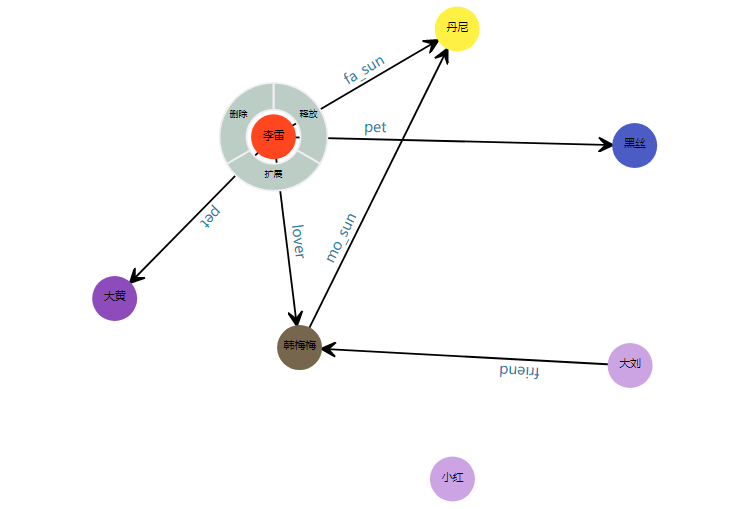 丹尼
fa_sun
删除
释放
李雷
pet
黑丝
扩展
pet
lover
mo_sun
大黄
韩梅梅
friend
大刘
小红